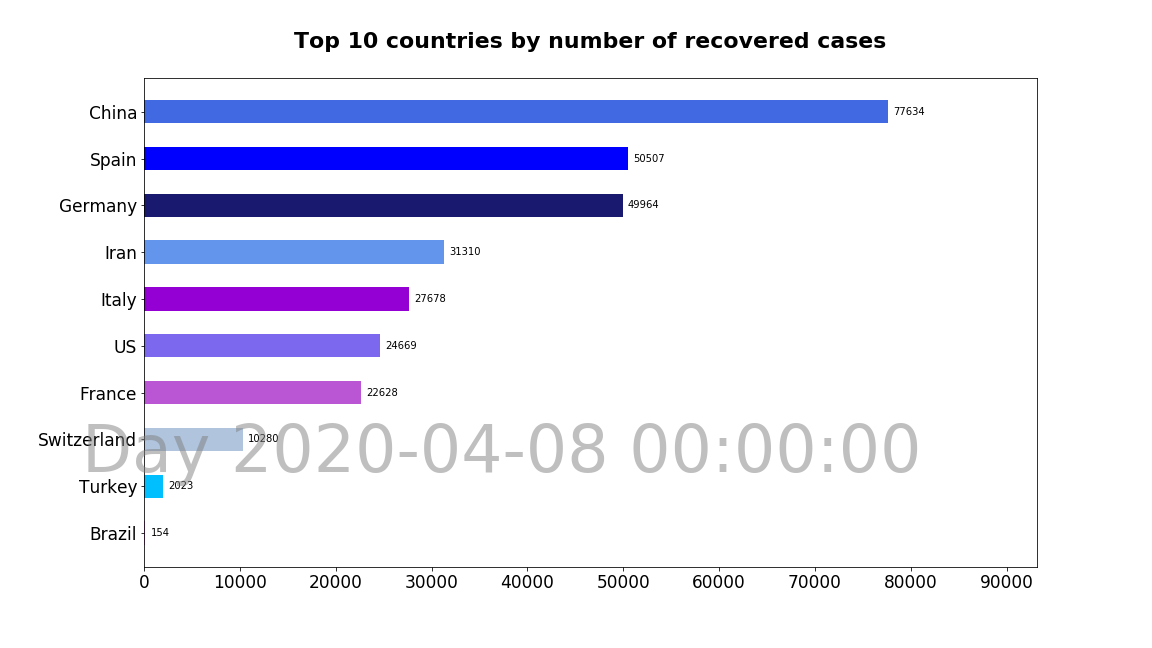 Top 10 countries by number of recovered cases
China 77634
Spain 50507
Germany 49964
Iran 31310
Italy 27678
US 24669
France 22628
Switzerland 10280
Day 2020-04-08 00:00:00
Turkey 2023
Brazil 154
0 10000 20000 30000 40000 50000 60000 70000 80000 90000